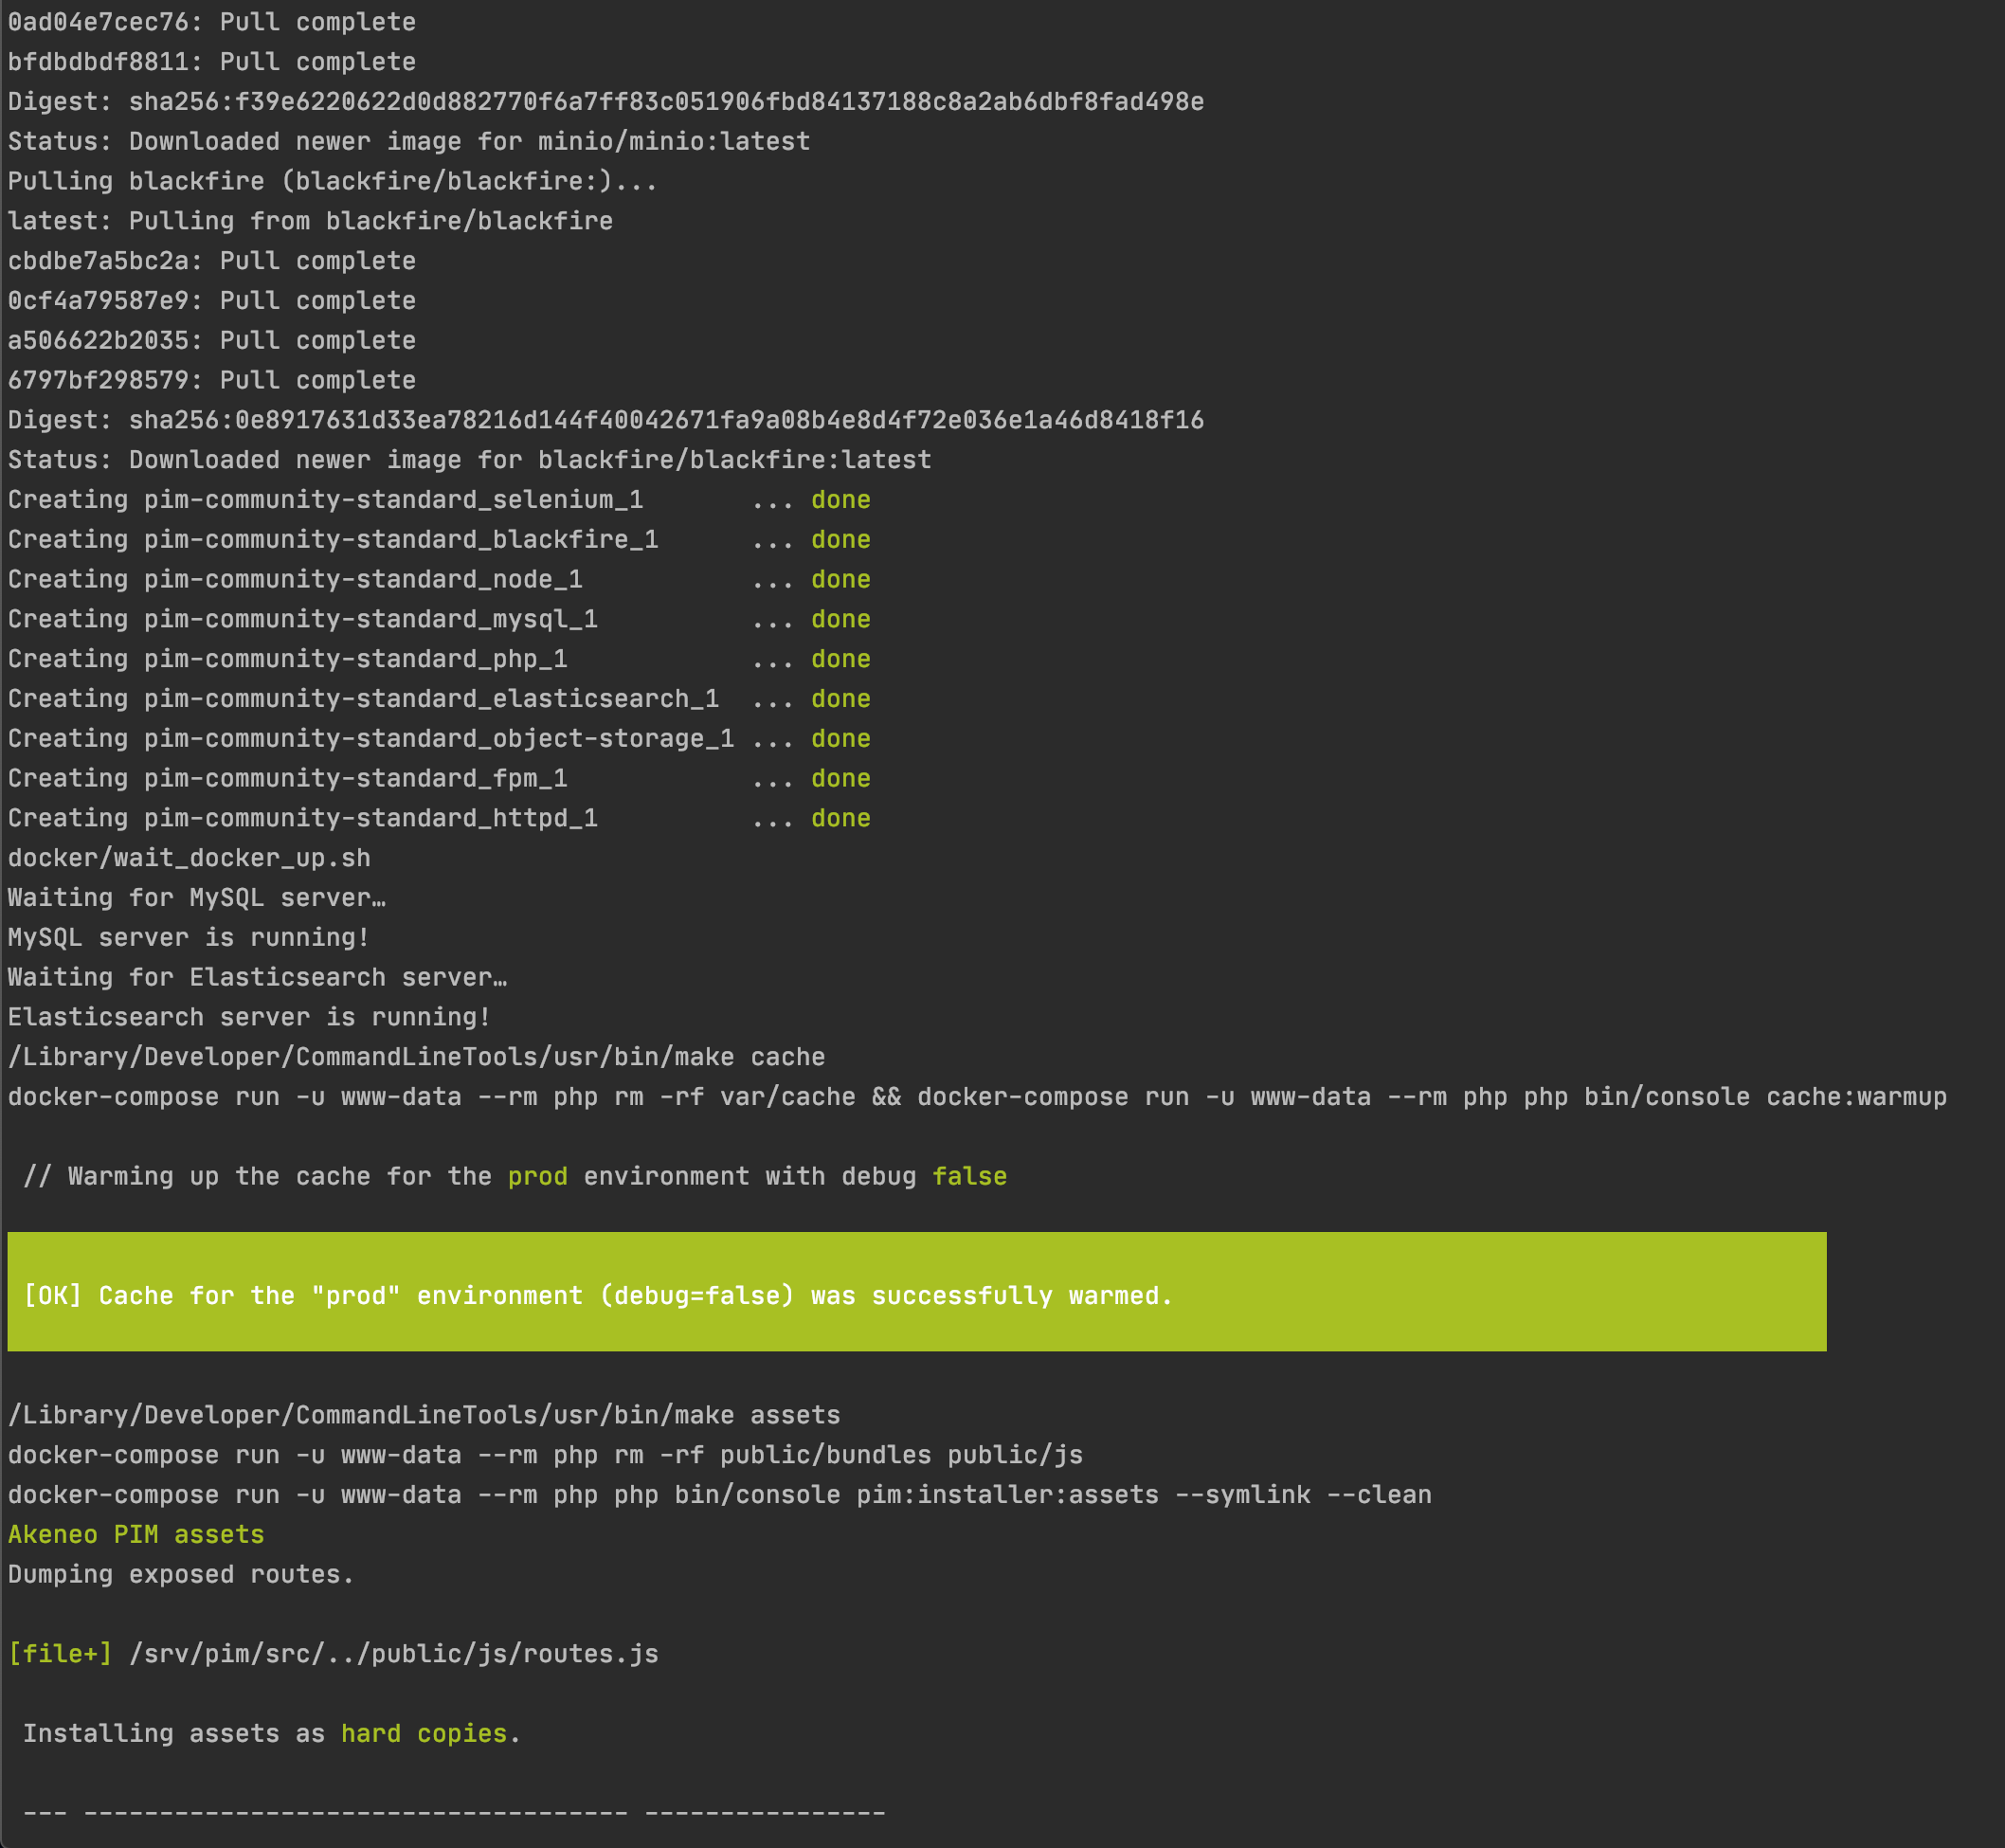 0ad04e7cec76: Pull complete
bfdbdbdf8811: Pull complete
Digest: sha256:f39e6220622d0d882770f6a7ff83c051906fbd84137188c8a2ab6dbf8fad498e
Status: Downloaded newer image for minio/minio:latest
Pulling blackfire (blackfire/blackfire:)...
latest: Pulling from blackfire/blackfire
cbdbe7a5bc2a: Pull complete
0cf4a79587e9: Pull complete
a506622b2035: Pull complete
6797bf298579: Pull complete
Digest: sha256:0e8917631d33ea78216d144f40042671fa9a08b4e8d4f72e036e1a46d8418f16
Status: Downloaded newer image for blackfire/blackfire:latest
Creating pim-community-standard_selenium_1       ... done
Creating pim-community-standard_blackfire_1      ... done
Creating pim-community-standard_node_1           ... done
Creating pim-community-standard_mysql_1          ... done
Creating pim-community-standard_php_1            ... done
Creating pim-community-standard_elasticsearch_1  ... done
Creating pim-community-standard_object-storage_1 ... done
Creating pim-community-standard_fpm_1            ... done
Creating pim-community-standard_httpd_1          ... done
docker/wait_docker_up.sh
Waiting for MySQL server…
MySQL server is running!
Waiting for Elasticsearch server…
Elasticsearch server is running!
/Library/Developer/CommandLineTools/usr/bin/make cache
docker-compose run -u www-data --rm php rm -rf var/cache && docker-compose run -u www-data --rm php php bin/console cache:warmup
// Warming up the cache for the prod environment with debug false
[OK] Cache for the "prod" environment (debug=false) was successfully warmed.
/Library/Developer/CommandLineTools/usr/bin/make assets
docker-compose run -u www-data --rm php rm -rf public/bundles public/js
docker-compose run -u www-data --rm php php bin/console pim:installer:assets --symlink --clean
Akeneo PIM assets
Dumping exposed routes.
[file+] /srv/pim/src/../public/js/routes.js
Installing assets as hard copies.
--- ------------------------------------ ----------------